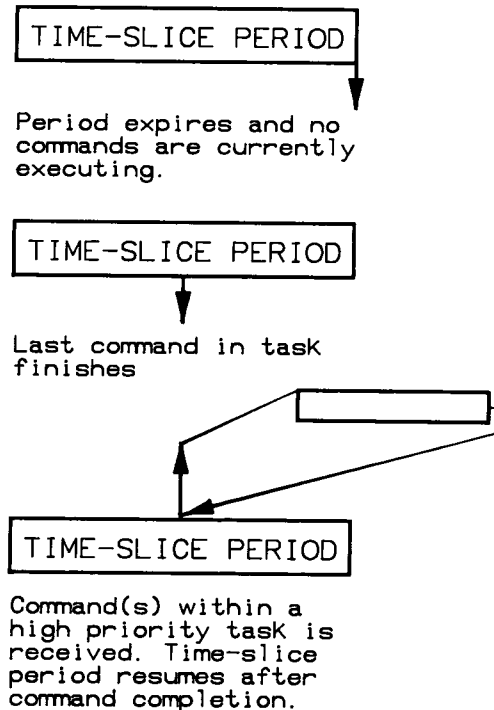 TIME-SLICE PERIOD
Period expires and no
commands are currently
executing.
TIME-SLICE PERIOD
Last command in task
finishes
TIME-SLICE PERIOD
Command(s) within a
high priority task is
received. Time-slice
period resumes after
command completion.